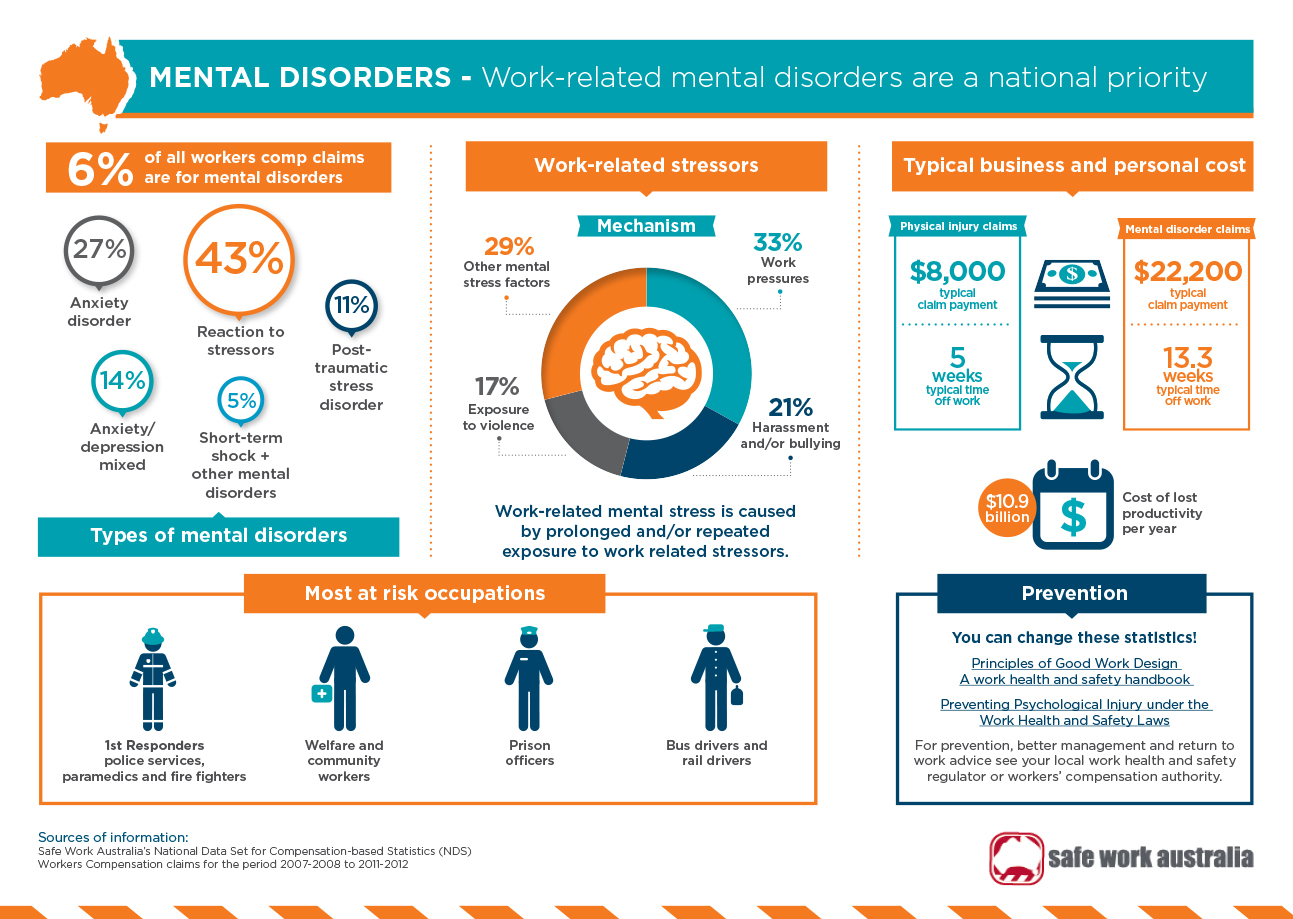 MENTAL DISORDERS - Work-related mental disorders are a national priority
6% of all workers comp claims
are for mental disorders
27%
Anxiety
disorder
43%
Reaction to
stressors
11%
Post-
traumatic
stress
disorder
14%
Anxiety/
depression
mixed
5%
Short-term
shock +
other mental
disorders
Types of mental disorders
Work-related stressors
Mechanism
29%
Other mental
stress factors
33%
Work
pressures
17%
Exposure
to violence
21%
Harassment
and/or bullying
Work-related mental stress is caused
by prolonged and/or repeated
exposure to work related stressors.
Typical business and personal cost
Physical injury claims
$8,000
typical
claim payment
5
weeks
typical time
off work
$
Mental disorder claims
$22,200
typical
claim payment
13.3
weeks
typical time
off work
$10.9
billion
$
Cost of lost
productivity
per year
Most at risk occupations
1st Responders
police services,
paramedics and fire fighters
Welfare and
community
workers
Prison
officers
Bus drivers and
rail drivers
Prevention
You can change these statistics!
Principles of Good Work Design
A work health and safety handbook
Preventing Psychological Injury under the
Work Health and Safety Laws
For prevention, better management and return to
work advice see your local work health and safety
regulator or workers' compensation authority.
Sources of information:
Safe Work Australia's National Data Set for Compensation-based Statistics (NDS)
Workers Compensation claims for the period 2007-2008 to 2011-2012
safe work australia